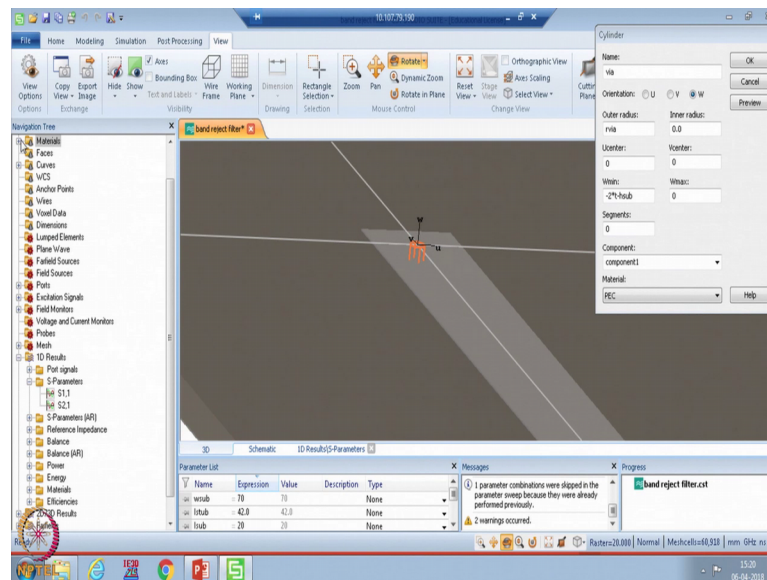 10.107.79.190
File Home Modeling Simulation Post Processing View
View Options
Copy View
Export Image
Hide Show
Axes
Bounding Box
Text and Labels
Wire Frame
Working Plane
Dimension
Rectangle Selection
Zoom
Pan
Rotate
Dynamic Zoom
Rotate in Plane
Reset View
Stage View
Orthographic View
Axes Scaling
Select View
Options Exchange Visibility Drawing Selection Mouse Control Change View
Navigation Tree X
band reject filter*
Materials
Faces
Curves
WCS
Anchor Points
Wires
Voxel Data
Dimensions
Lumped Elements
Plane Wave
Farfield Sources
Field Sources
Ports
Excitation Signals
Field Monitors
Voltage and Current Monitors
Probes
Mesh
1D Results
Port signals
S-Parameters
S1,1
S2,1
S-Parameters (AR)
Reference Impedance
Balance
Balance (AR)
Power
Energy
Materials
Efficiencies
2D/3D Results
w
v
u
Cylinder
Name:
via
OK
Cancel
Orientation: U V W
Preview
Outer radius: Inner radius:
rvia 0.0
Ucenter: Vcenter:
0 0
Wmin: Wmax:
-2*t-hsub 0
Segments:
0
Component:
component1
Material:
PEC
Help
3D Schematic 1D Results\S-Parameters
Parameter List X
Name Expression Value Description Type
wsub = 70 70 None
lstub = 42.0 42.0 None
lsub = 20 20 None
Messages X
1 parameter combinations were skipped in the
parameter sweep because they were already
performed previously.
2 warnings occurred.
Progress
band reject filter.cst
Raster=20.000 Normal Meshcells=60,918 mm GHz ns
NPTEL
IE3D
15:20
06-04-2018